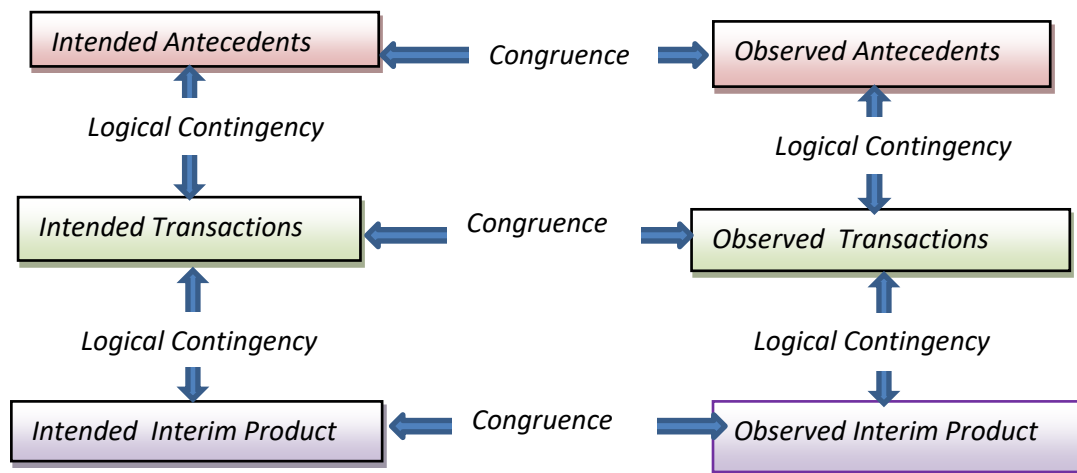 Intended Antecedents
Congruence
Observed Antecedents
Logical Contingency
Logical Contingency
Intended Transactions
Congruence
Observed  Transactions
Logical Contingency
Logical Contingency
Intended  Interim Product
Congruence
Observed Interim Product